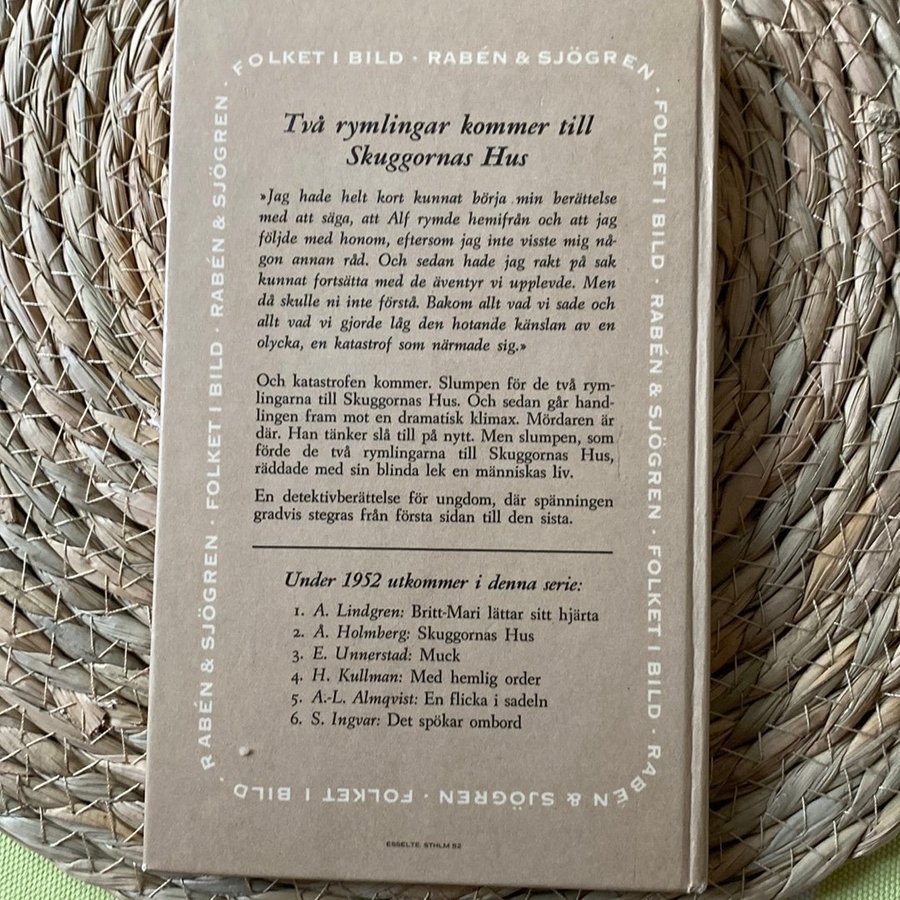 FOLKET I BILD · RABÉN & SJÖGREN ·
FOLKET I BILD · RABÉN & SJÖGREN · FOLKET I BILD ·
RABÉN & SJÖGREN · FOLKET I BILD ·
RABÉN & SJÖGREN · FOLKET I BILD · RABÉN & SJÖGREN ·
Två rymlingar kommer till
Skuggornas Hus
»Jag hade helt kort kunnat börja min berättelse
med att säga, att Alf rymde hemifrån och att jag
följde med honom, eftersom jag inte visste mig nå-
gon annan råd. Och sedan hade jag rakt på sak
kunnat fortsätta med de äventyr vi upplevde. Men
då skulle ni inte förstå. Bakom allt vad vi sade och
allt vad vi gjorde låg den hotande känslan av en
olycka, en katastrof som närmade sig.»
Och katastrofen kommer. Slumpen för de två rym-
lingarna till Skuggornas Hus. Och sedan går hand-
lingen fram mot en dramatisk klimax. Mördaren är
där. Han tänker slå till på nytt. Men slumpen, som
förde de två rymlingarna till Skuggornas Hus,
räddade med sin blinda lek en människas liv.
En detektivberättelse för ungdom, där spänningen
gradvis stegras från första sidan till den sista.
Under 1952 utkommer i denna serie:
1. A. Lindgren: Britt-Mari lättar sitt hjärta
2. A. Holmberg: Skuggornas Hus
3. E. Unnerstad: Muck
4. H. Kullman: Med hemlig order
5. A.-L. Almqvist: En flicka i sadeln
6. S. Ingvar: Det spökar ombord
ESSELTE, STHLM 52